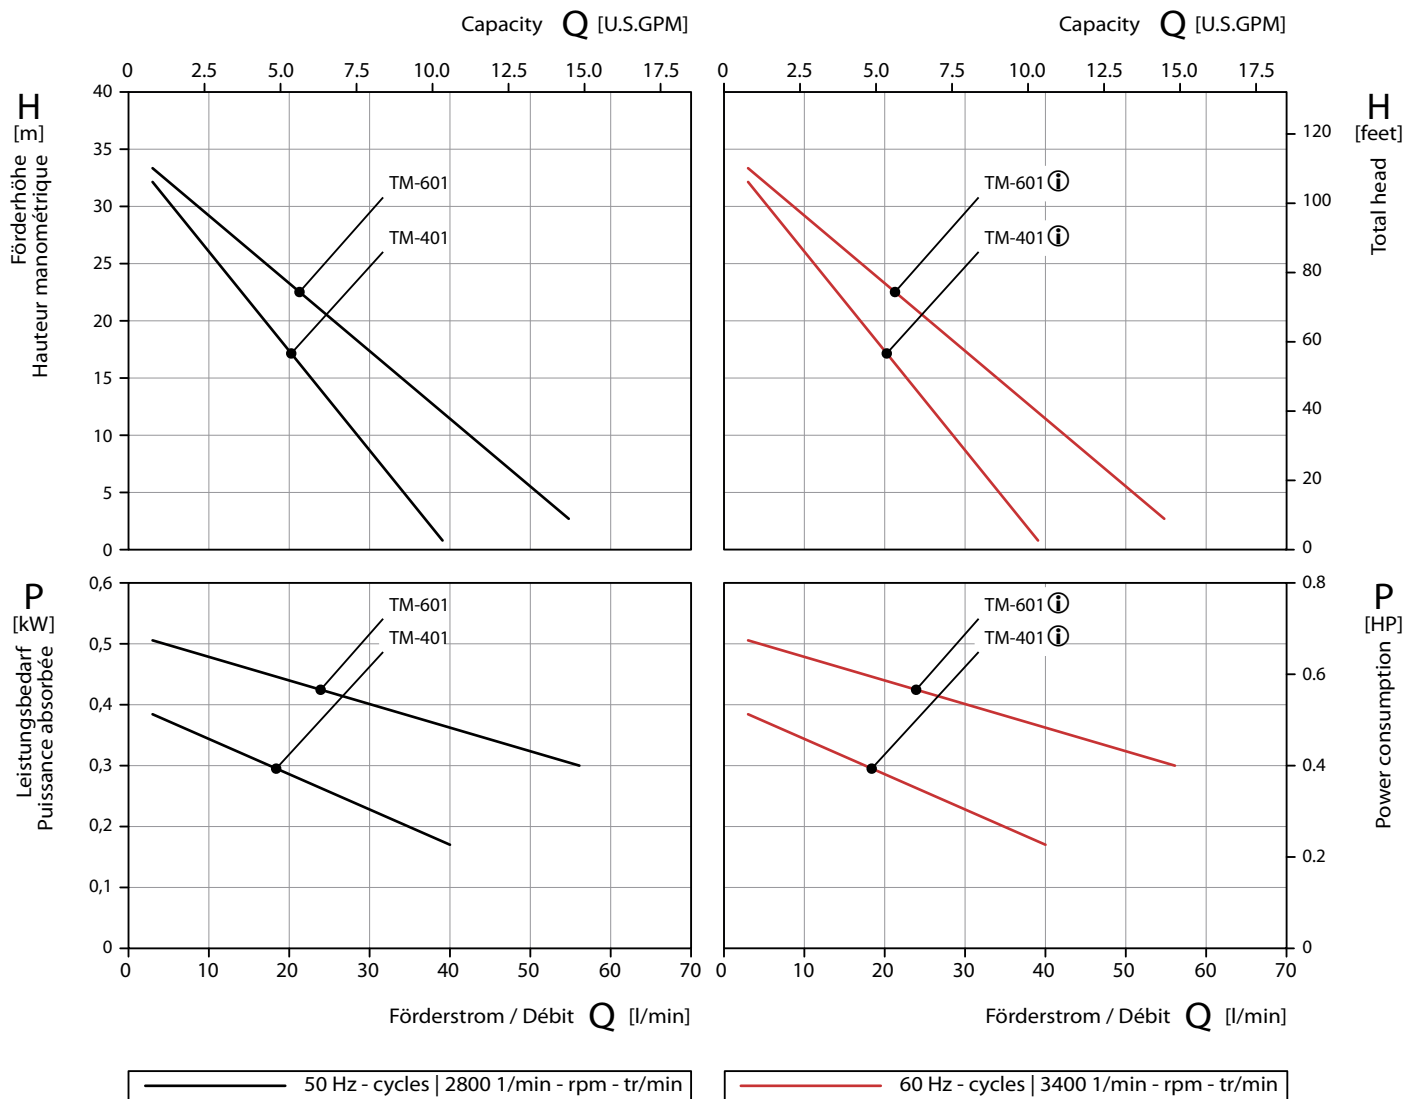 Capacity Q [U.S.GPM]
Capacity Q [U.S.GPM]
0 2.5 5.0 7.5 10.0 12.5 15.0 17.5
0 2.5 5.0 7.5 10.0 12.5 15.0 17.5
H
[m]
Förderhöhe
Hauteur manométrique
40
35
30
25
20
15
10
5
0
TM-601
TM-401
TM-601 i
TM-401 i
120
100
80
60
40
20
0
H
[feet]
Total head
P
[kW]
Leistungsbedarf
Puissance absorbée
0,6
0,5
0,4
0,3
0,2
0,1
0
TM-601
TM-401
TM-601 i
TM-401 i
0.8
0.6
0.4
0.2
0
P
[HP]
Power consumption
0 10 20 30 40 50 60 70
0 10 20 30 40 50 60 70
Förderstrom / Débit Q [l/min]
Förderstrom / Débit Q [l/min]
50 Hz - cycles | 2800 1/min - rpm - tr/min
60 Hz - cycles | 3400 1/min - rpm - tr/min